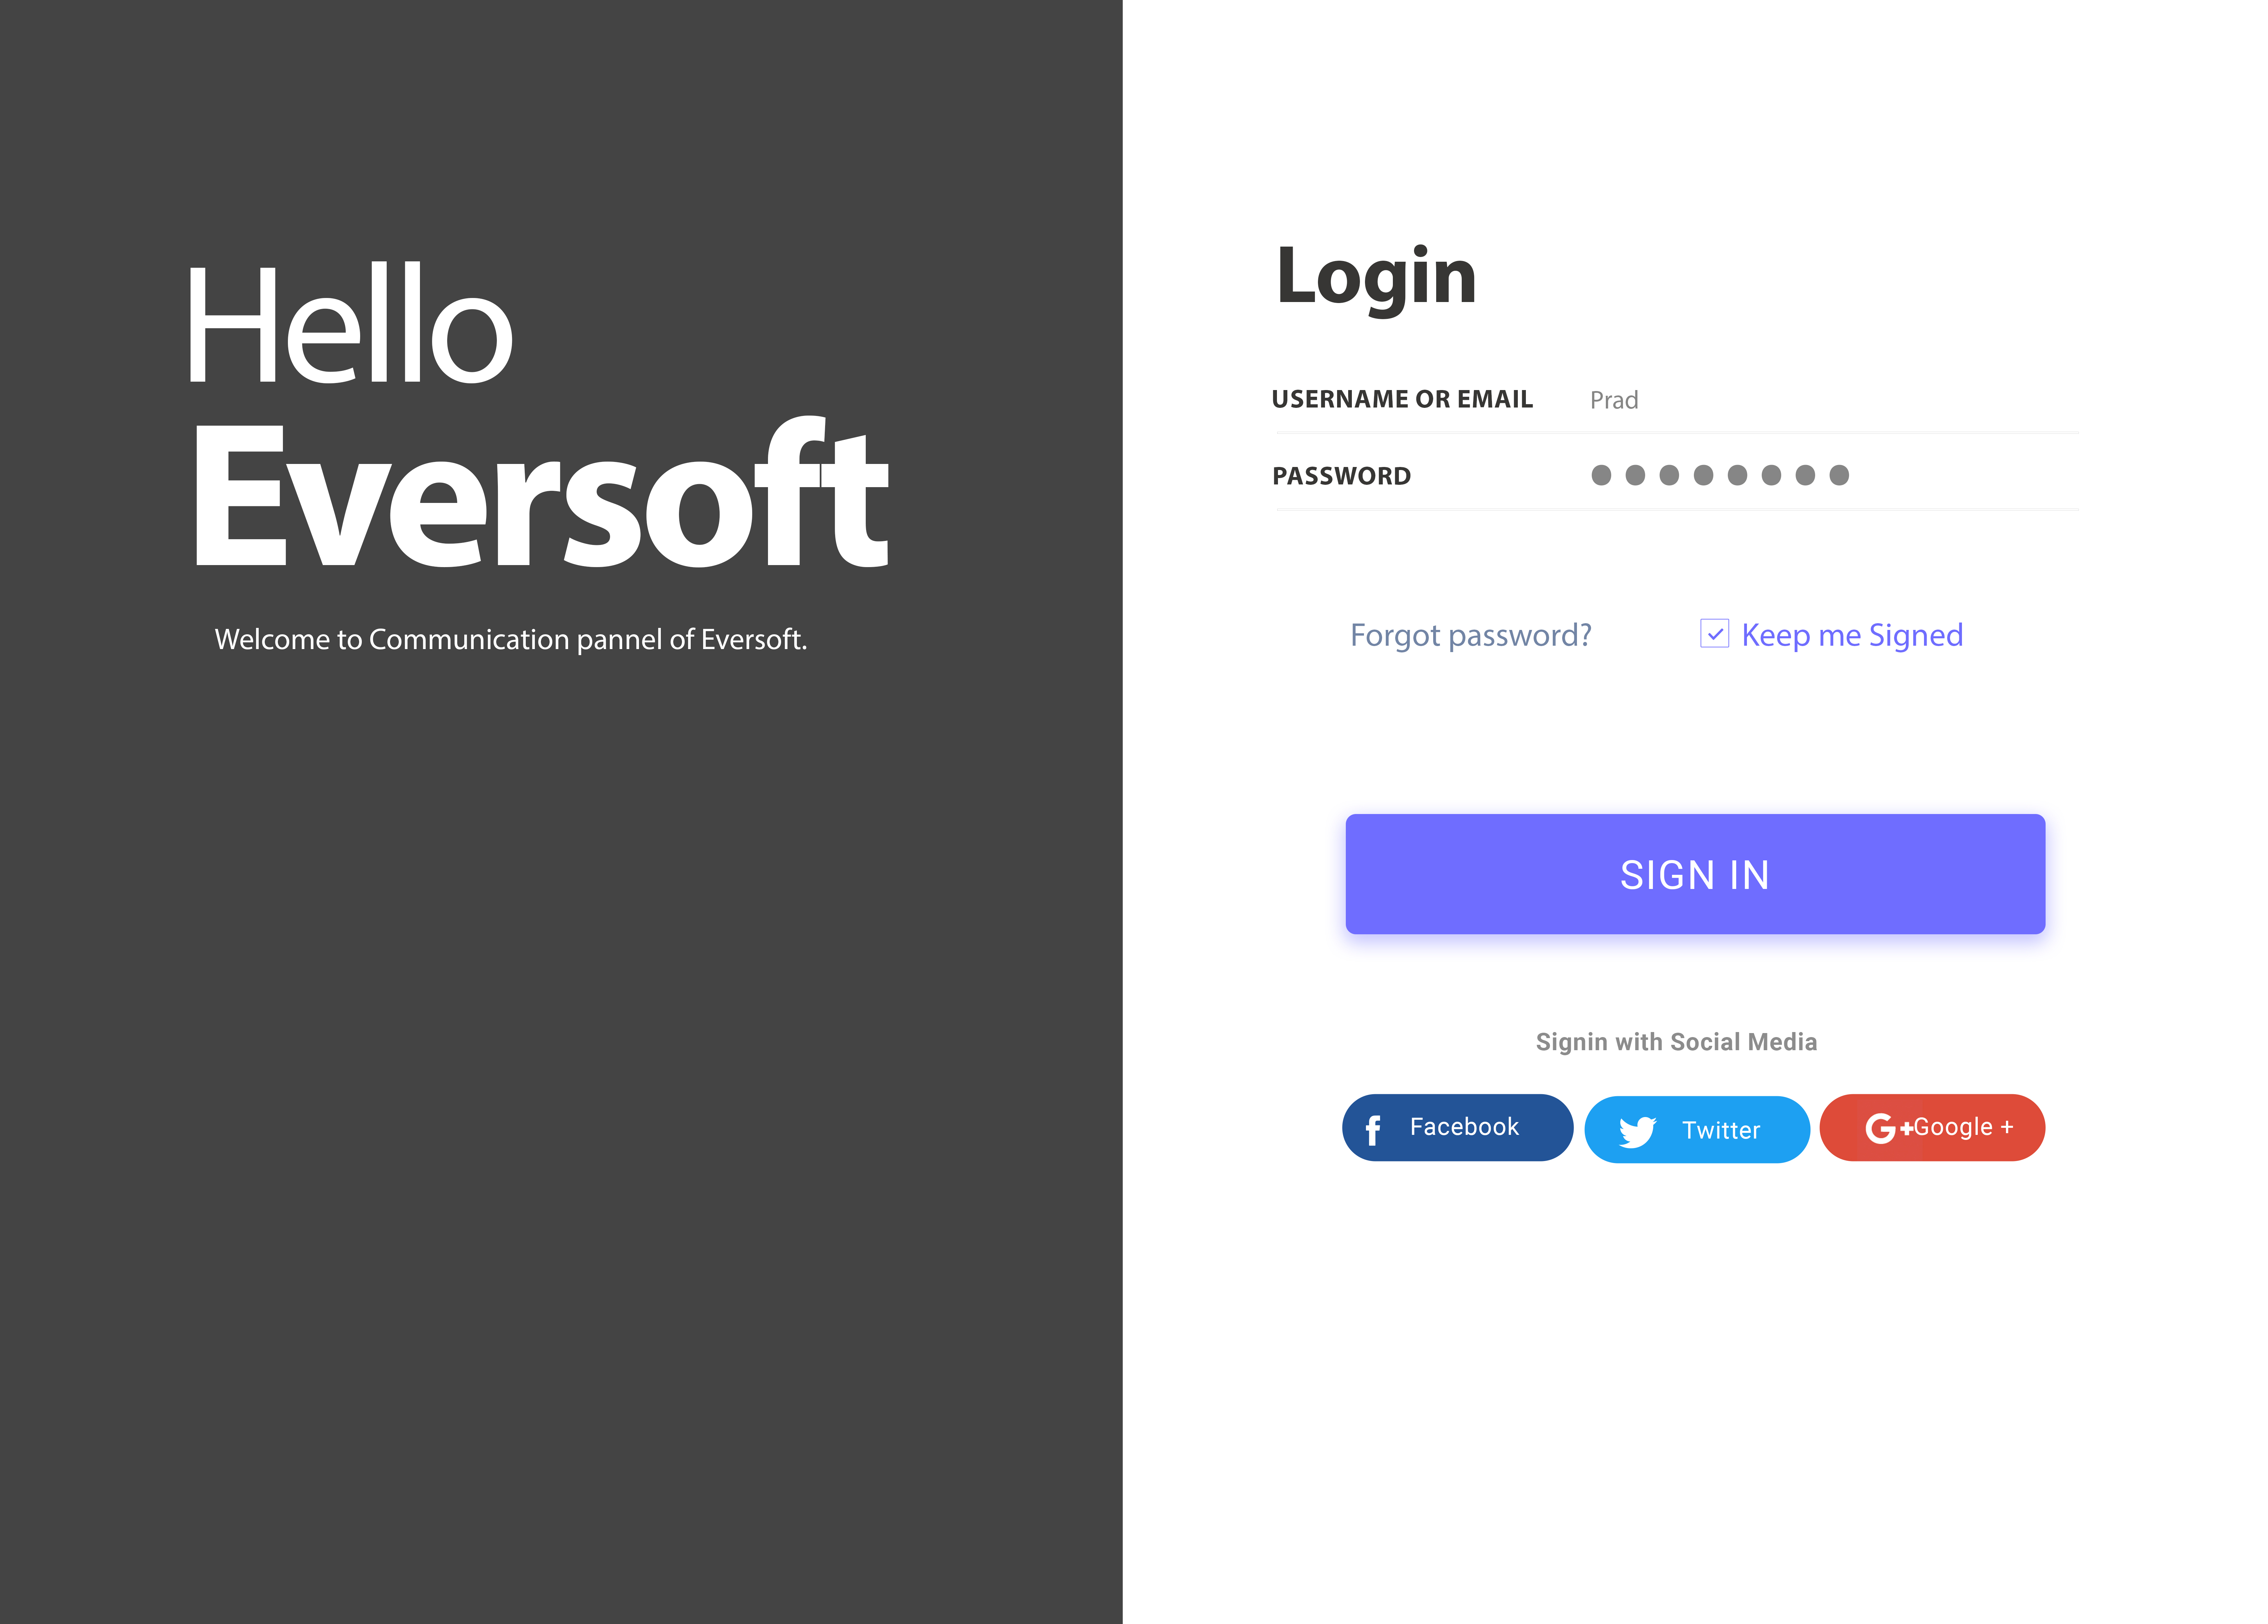 Hello
Eversoft
Welcome to Communication pannel of Eversoft.
Login
USERNAME OR EMAIL Prad
PASSWORD
Forgot password? Keep me Signed
SIGN IN
Signin with Social Media
Facebook Twitter G+ Google +